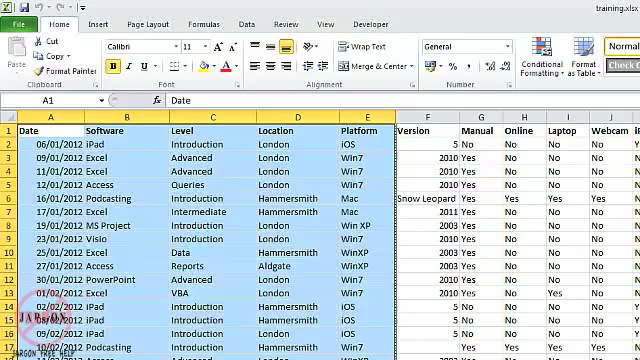 training.xlsx
File Home Insert Page Layout Formulas Data Review View Developer
Cut Calibri 11 A A Wrap Text General Normal
Copy
Paste Format Painter B I U A Merge & Center % , Conditional Formatting Format as Table Check C
Clipboard Font Alignment Number
A1 fx Date
A B C D E F G H I J
1 Date Software Level Location Platform Version Manual Online Laptop Webcam
2 06/01/2012 iPad Introduction London iOS 5 No No No No
3 09/01/2012 Excel Advanced London Win7 2010 Yes No No No
4 11/01/2012 Excel Advanced London Win7 2010 Yes No No No
5 12/01/2012 Access Queries London Win7 2010 Yes No No No
6 16/01/2012 Podcasting Introduction Hammersmith Mac Snow Leopard Yes Yes Yes Yes
7 17/01/2012 Excel Intermediate Hammersmith Mac 2011 Yes No No No
8 19/01/2012 MS Project Introduction London Win XP 2003 Yes No No No
9 23/01/2012 Visio Introduction London Win7 2010 Yes No No No
10 25/01/2012 Excel Data Hammersmith WinXP 2003 Yes No No No
11 27/01/2012 Access Reports Aldgate WinXP 2003 Yes No No No
12 30/01/2012 PowerPoint Advanced London Win7 2010 Yes No No No
13 01/02/2012 Excel VBA London Win7 2010 Yes No Yes No
14 02/02/2012 iPad Introduction Hammersmith iOS 5 No No No No
15 08/02/2012 iPad Introduction Hammersmith iOS 5 No No No No
16 09/02/2012 iPad Introduction London iOS 5 No No No No
17 10/02/2012 Podcasting Introduction Hammersmith Mac Yes Yes Yes Yes
JARGON
JARGON FREE HELP